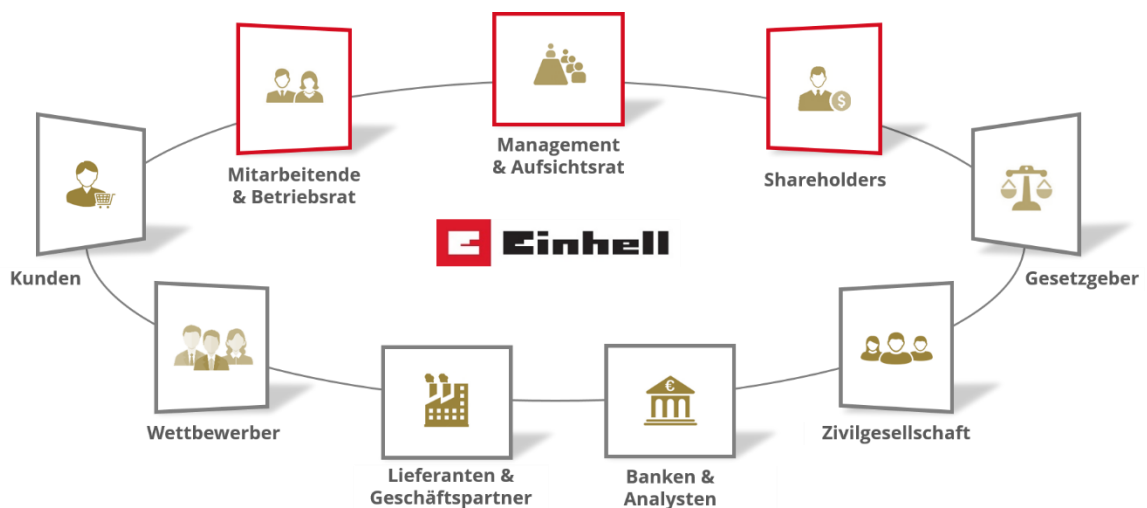 Management
& Aufsichtsrat
Mitarbeitende
& Betriebsrat
$
Shareholders
Kunden
Einhell
Gesetzgeber
Wettbewerber
€
Zivilgesellschaft
Lieferanten &
Geschäftspartner
Banken &
Analysten